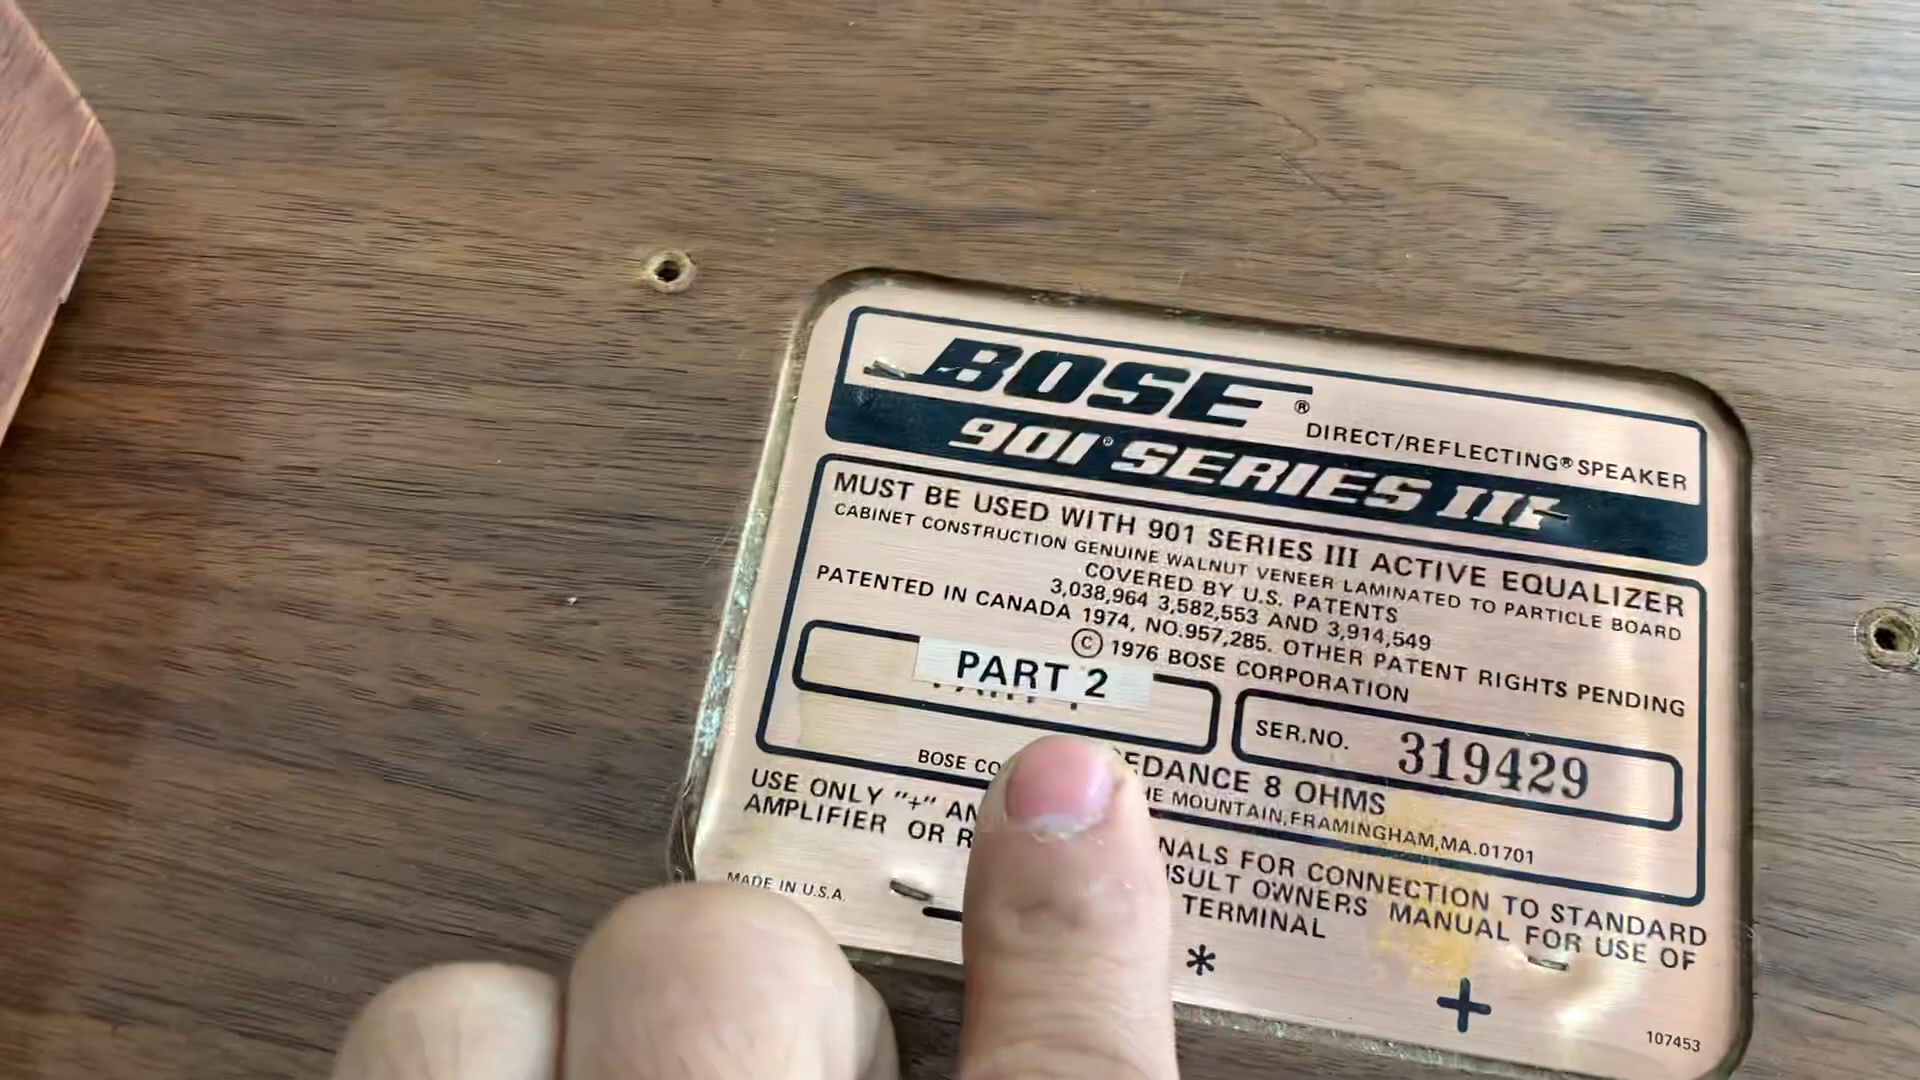 BOSE®
DIRECT/REFLECTING® SPEAKER
901® SERIES III
MUST BE USED WITH 901 SERIES III ACTIVE EQUALIZER
CABINET CONSTRUCTION GENUINE WALNUT VENEER LAMINATED TO PARTICLE BOARD
COVERED BY U.S. PATENTS
3,038,964 3,582,553 AND 3,914,549
PATENTED IN CANADA 1974, NO.957,285. OTHER PATENT RIGHTS PENDING
© 1976 BOSE CORPORATION
PART 2
SER.NO. 319429
EDANCE 8 OHMS
BOSE CO HE MOUNTAIN, FRAMINGHAM, MA. 01701
USE ONLY "+" AN NALS FOR CONNECTION TO STANDARD
AMPLIFIER OR R NSULT OWNERS MANUAL FOR USE OF
TERMINAL
MADE IN U.S.A.
− * +
107453